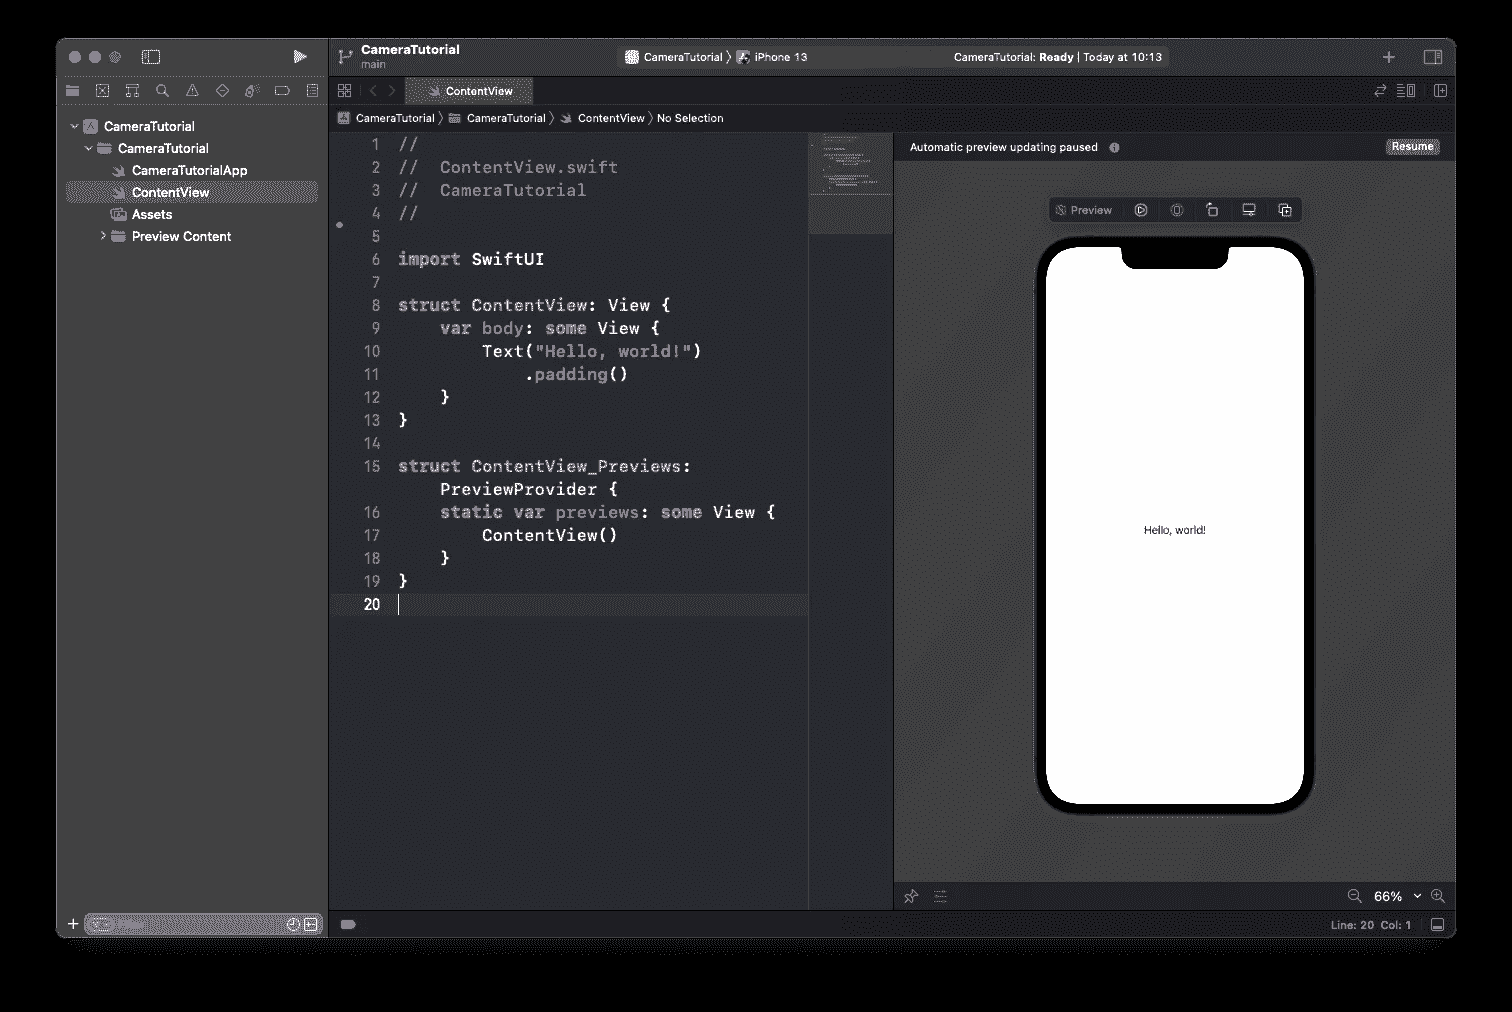 CameraTutorial
main
CameraTutorial
iPhone 13
CameraTutorial: Ready | Today at 10:13
ContentView
CameraTutorial
CameraTutorial
ContentView
No Selection
CameraTutorial
CameraTutorial
CameraTutorialApp
ContentView
Assets
Preview Content
1 //
2 //  ContentView.swift
3 //  CameraTutorial
4 //
5
6 import SwiftUI
7
8 struct ContentView: View {
9     var body: some View {
10         Text("Hello, world!")
11             .padding()
12     }
13 }
14
15 struct ContentView_Previews:
    PreviewProvider {
16     static var previews: some View {
17         ContentView()
18     }
19 }
20
Automatic preview updating paused
Resume
Preview
Hello, world!
66%
Line: 20 Col: 1